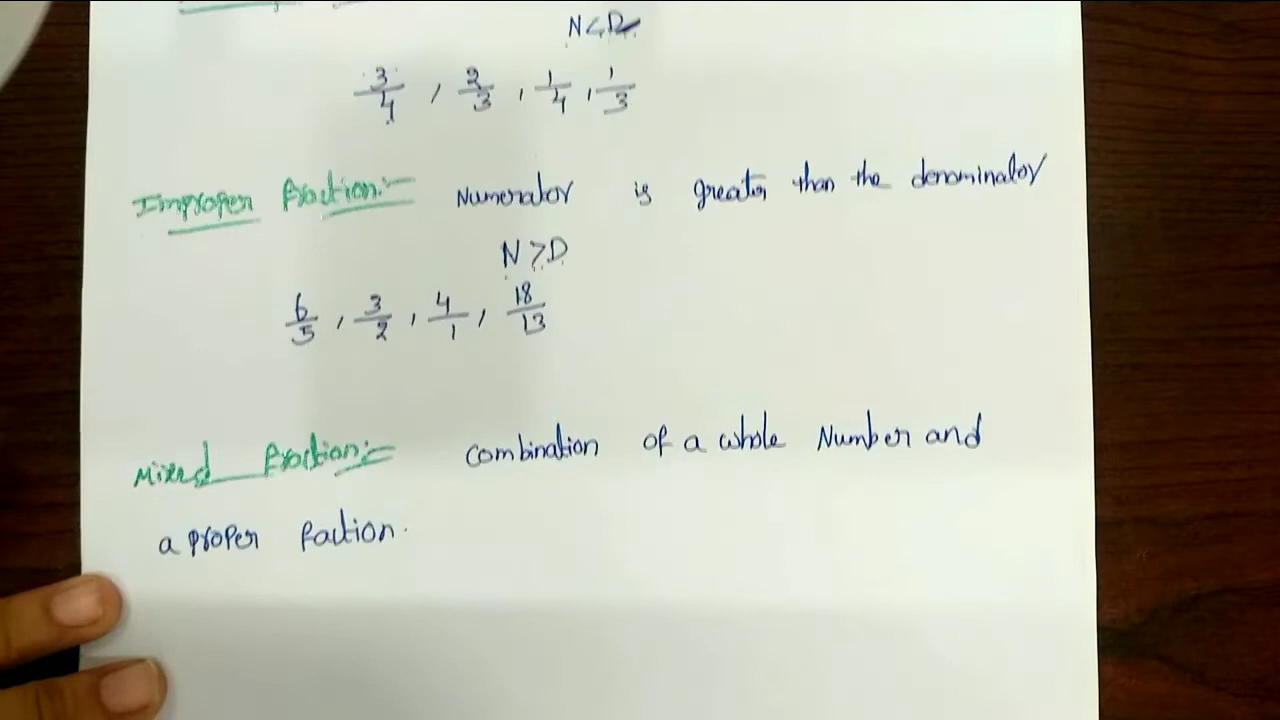 N<D
3/4 , 2/3 , 1/4 , 1/3
Improper fraction:- Numerator is greater than the denominator
N>D
6/5 , 3/2 , 4/1 , 18/13
Mixed fraction:- combination of a whole Number and
a proper faction.